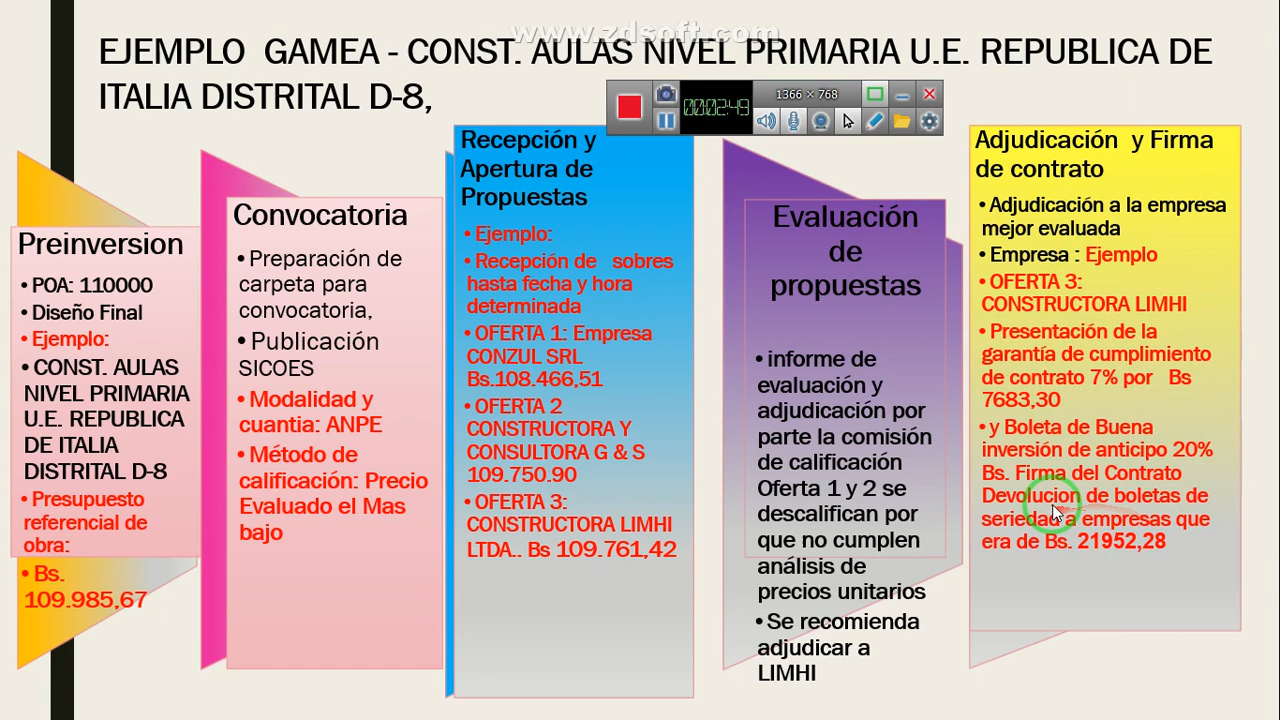 www.zdsoft.com
EJEMPLO GAMEA - CONST. AULAS NIVEL PRIMARIA U.E. REPUBLICA DE
ITALIA DISTRITAL D-8,
00:02:49
1366 × 768
Preinversion
• POA: 110000
• Diseño Final
• Ejemplo:
• CONST. AULAS
NIVEL PRIMARIA
U.E. REPUBLICA
DE ITALIA
DISTRITAL D-8
• Presupuesto
referencial de
obra:
• Bs.
109.985,67
Convocatoria
• Preparación de
carpeta para
convocatoria,
• Publicación
SICOES
• Modalidad y
cuantia: ANPE
• Método de
calificación: Precio
Evaluado el Mas
bajo
Recepción y
Apertura de
Propuestas
• Ejemplo:
• Recepción de sobres
hasta fecha y hora
determinada
• OFERTA 1: Empresa
CONZUL SRL
Bs.108.466,51
• OFERTA 2
CONSTRUCTORA Y
CONSULTORA G & S
109.750.90
• OFERTA 3:
CONSTRUCTORA LIMHI
LTDA.. Bs 109.761,42
Evaluación
de
propuestas
• informe de
evaluación y
adjudicación por
parte la comisión
de calificación
Oferta 1 y 2 se
descalifican por
que no cumplen
análisis de
precios unitarios
• Se recomienda
adjudicar a
LIMHI
Adjudicación y Firma
de contrato
• Adjudicación a la empresa
mejor evaluada
• Empresa : Ejemplo
• OFERTA 3:
CONSTRUCTORA LIMHI
• Presentación de la
garantía de cumplimiento
de contrato 7% por Bs
7683,30
• y Boleta de Buena
inversión de anticipo 20%
Bs. Firma del Contrato
Devolucion de boletas de
seriedad a empresas que
era de Bs. 21952,28